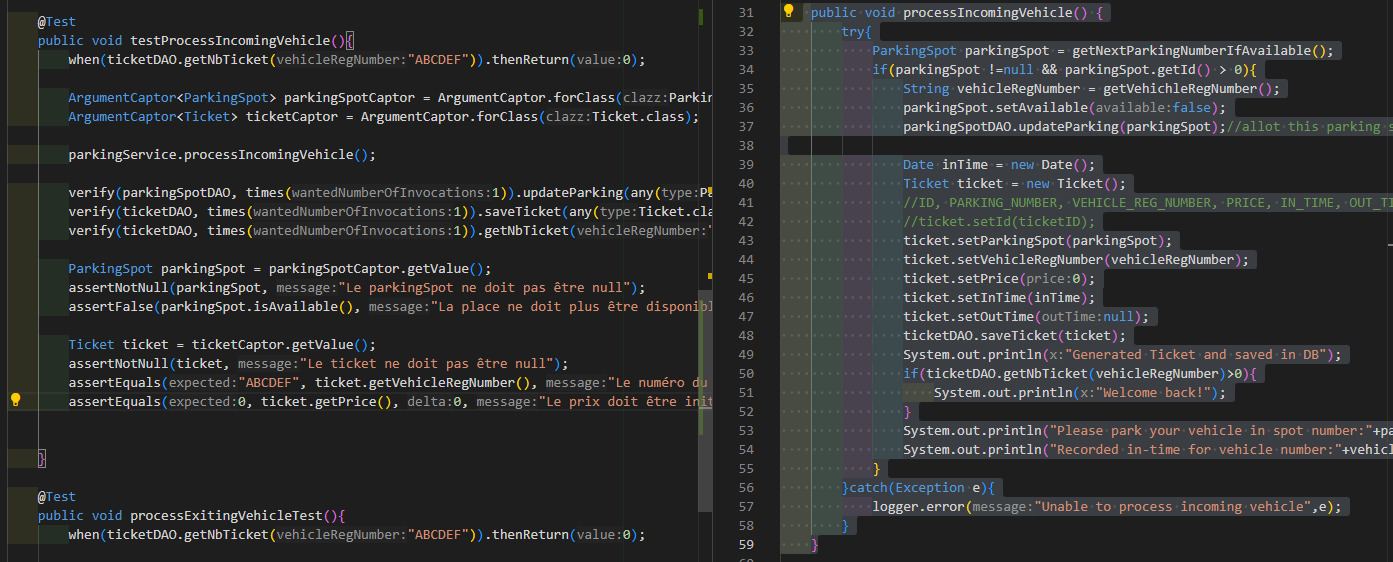 @Test
public void testProcessIncomingVehicle(){
when(ticketDAO.getNbTicket(vehicleRegNumber:"ABCDEF")).thenReturn(value:0);
ArgumentCaptor<ParkingSpot> parkingSpotCaptor = ArgumentCaptor.forClass(clazz:Parkin
ArgumentCaptor<Ticket> ticketCaptor = ArgumentCaptor.forClass(clazz:Ticket.class);
parkingService.processIncomingVehicle();
verify(parkingSpotDAO, times(wantedNumberOfInvocations:1)).updateParking(any(type:Pa
verify(ticketDAO, times(wantedNumberOfInvocations:1)).saveTicket(any(type:Ticket.cla
verify(ticketDAO, times(wantedNumberOfInvocations:1)).getNbTicket(vehicleRegNumber:"
ParkingSpot parkingSpot = parkingSpotCaptor.getValue();
assertNotNull(parkingSpot, message:"Le parkingSpot ne doit pas être null");
assertFalse(parkingSpot.isAvailable(), message:"La place ne doit plus être disponibl
Ticket ticket = ticketCaptor.getValue();
assertNotNull(ticket, message:"Le ticket ne doit pas être null");
assertEquals(expected:"ABCDEF", ticket.getVehicleRegNumber(), message:"Le numéro du
assertEquals(expected:0, ticket.getPrice(), delta:0, message:"Le prix doit être init
}
@Test
public void processExitingVehicleTest(){
when(ticketDAO.getNbTicket(vehicleRegNumber:"ABCDEF")).thenReturn(value:0);
31 public void processIncomingVehicle() {
32 try{
33 ParkingSpot parkingSpot = getNextParkingNumberIfAvailable();
34 if(parkingSpot !=null && parkingSpot.getId() > 0){
35 String vehicleRegNumber = getVehichleRegNumber();
36 parkingSpot.setAvailable(available:false);
37 parkingSpotDAO.updateParking(parkingSpot);//allot this parking s
38
39 Date inTime = new Date();
40 Ticket ticket = new Ticket();
41 //ID, PARKING_NUMBER, VEHICLE_REG_NUMBER, PRICE, IN_TIME, OUT_TI
42 //ticket.setId(ticketID);
43 ticket.setParkingSpot(parkingSpot);
44 ticket.setVehicleRegNumber(vehicleRegNumber);
45 ticket.setPrice(price:0);
46 ticket.setInTime(inTime);
47 ticket.setOutTime(outTime:null);
48 ticketDAO.saveTicket(ticket);
49 System.out.println(x:"Generated Ticket and saved in DB");
50 if(ticketDAO.getNbTicket(vehicleRegNumber)>0){
51 System.out.println(x:"Welcome back!");
52 }
53 System.out.println("Please park your vehicle in spot number:"+pa
54 System.out.println("Recorded in-time for vehicle number:"+vehicl
55 }
56 }catch(Exception e){
57 logger.error(message:"Unable to process incoming vehicle",e);
58 }
59 }